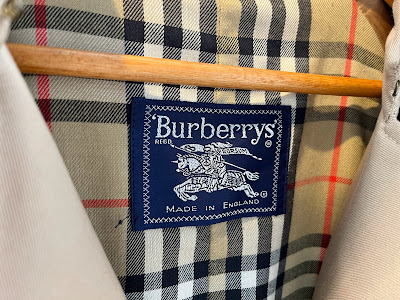 'Burberrys'
REGD. ®
®
MADE IN ENGLAND